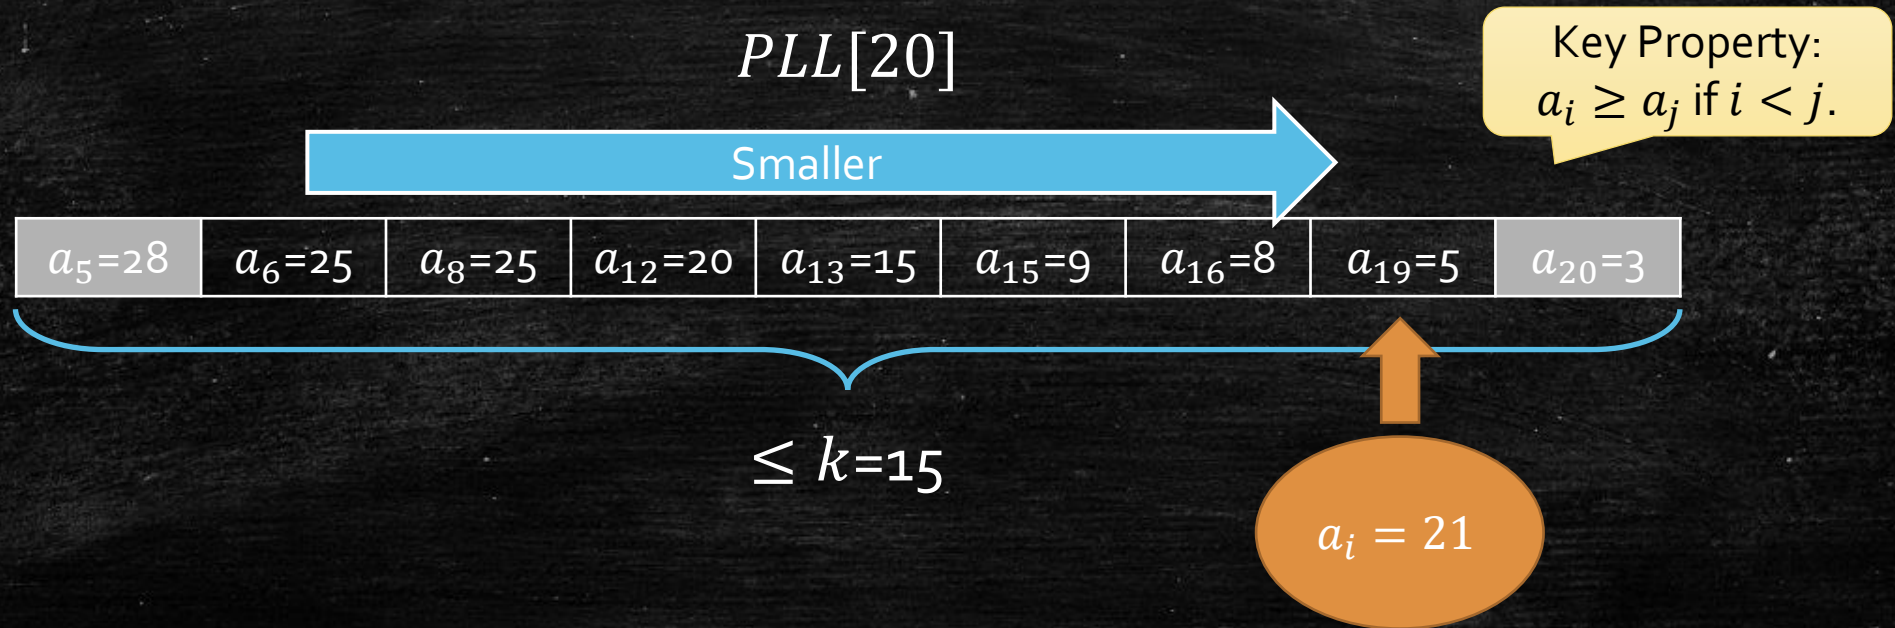 PLL[20]
Key Property:
a_i ≥ a_j if i < j.
Smaller
a_5=28 a_6=25 a_8=25 a_12=20 a_13=15 a_15=9 a_16=8 a_19=5 a_20=3
≤ k=15
a_i = 21